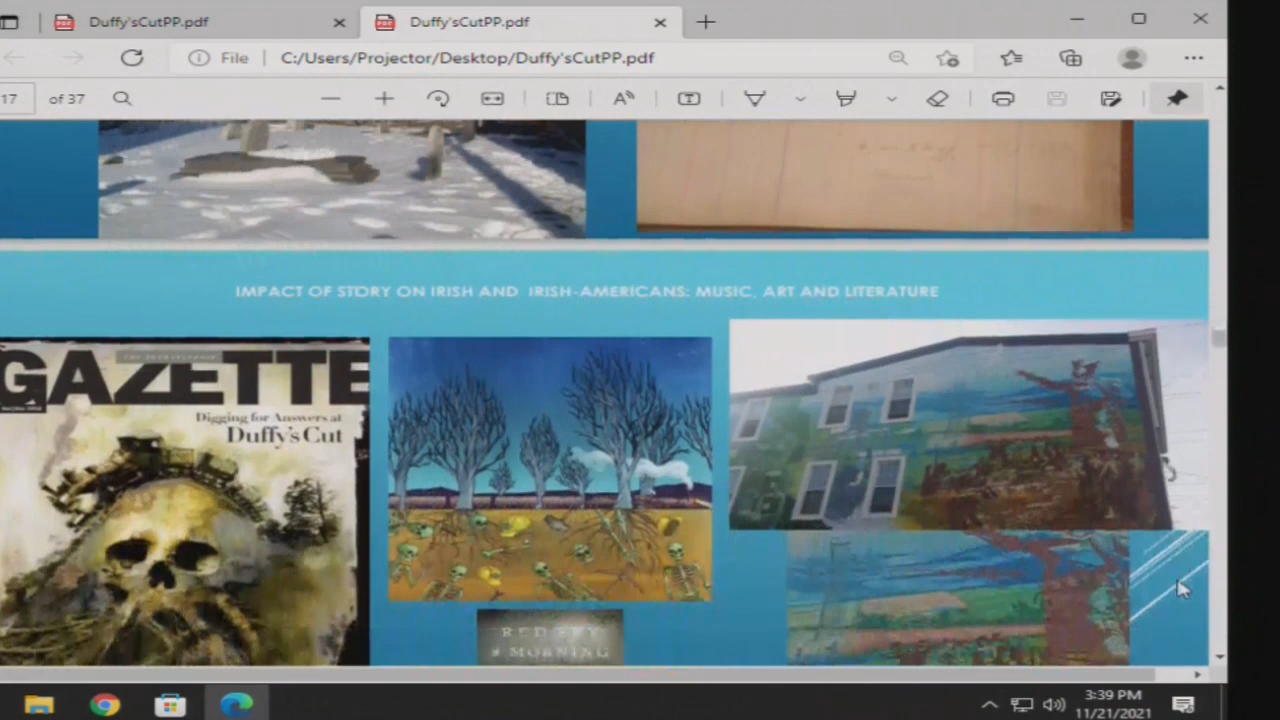 Duffy'sCutPP.pdf
Duffy'sCutPP.pdf
File
C:/Users/Projector/Desktop/Duffy'sCutPP.pdf
17 of 37
IMPACT OF STORY ON IRISH AND IRISH-AMERICANS: MUSIC, ART AND LITERATURE
GAZETTE
Digging for Answers at
Duffy's Cut
RED SKY
MORNING
3:39 PM
11/21/2021